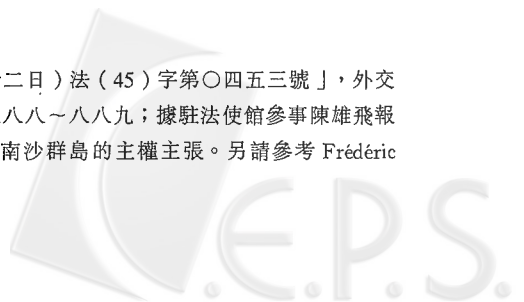 二日）法（45）字第○四五三號」，外交
八八～八八九；據駐法使館參事陳雄飛報
南沙群島的主權主張。另請參考 Frédéric
C.E.P.S.